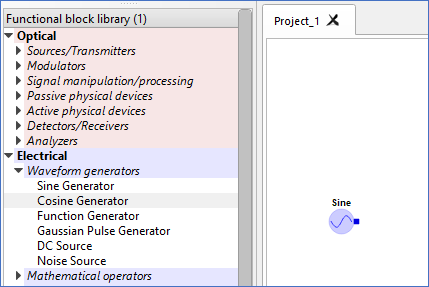 Functional block library (1)
Optical
Sources/Transmitters
Modulators
Signal manipulation/processing
Passive physical devices
Active physical devices
Detectors/Receivers
Analyzers
Electrical
Waveform generators
Sine Generator
Cosine Generator
Function Generator
Gaussian Pulse Generator
DC Source
Noise Source
Mathematical operators
Project_1
Sine